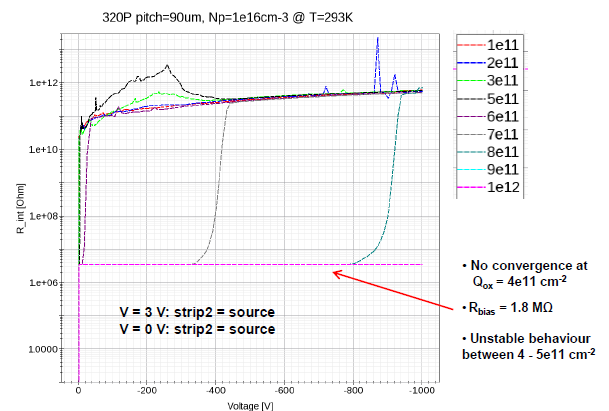 320P pitch=90um, Np=1e16cm-3 @ T=293K
1e+12
1e+10
1e+08
1e+06
10000
R_int [Ohm]
0
-200
-400
-600
-800
-1000
Voltage [V]
V = 3 V: strip2 = source
V = 0 V: strip2 = source
1e11
2e11
3e11
5e11
6e11
7e11
8e11
9e11
1e12
• No convergence at
Qox = 4e11 cm-2
• Rbias = 1.8 MΩ
• Unstable behaviour
between 4 - 5e11 cm-2